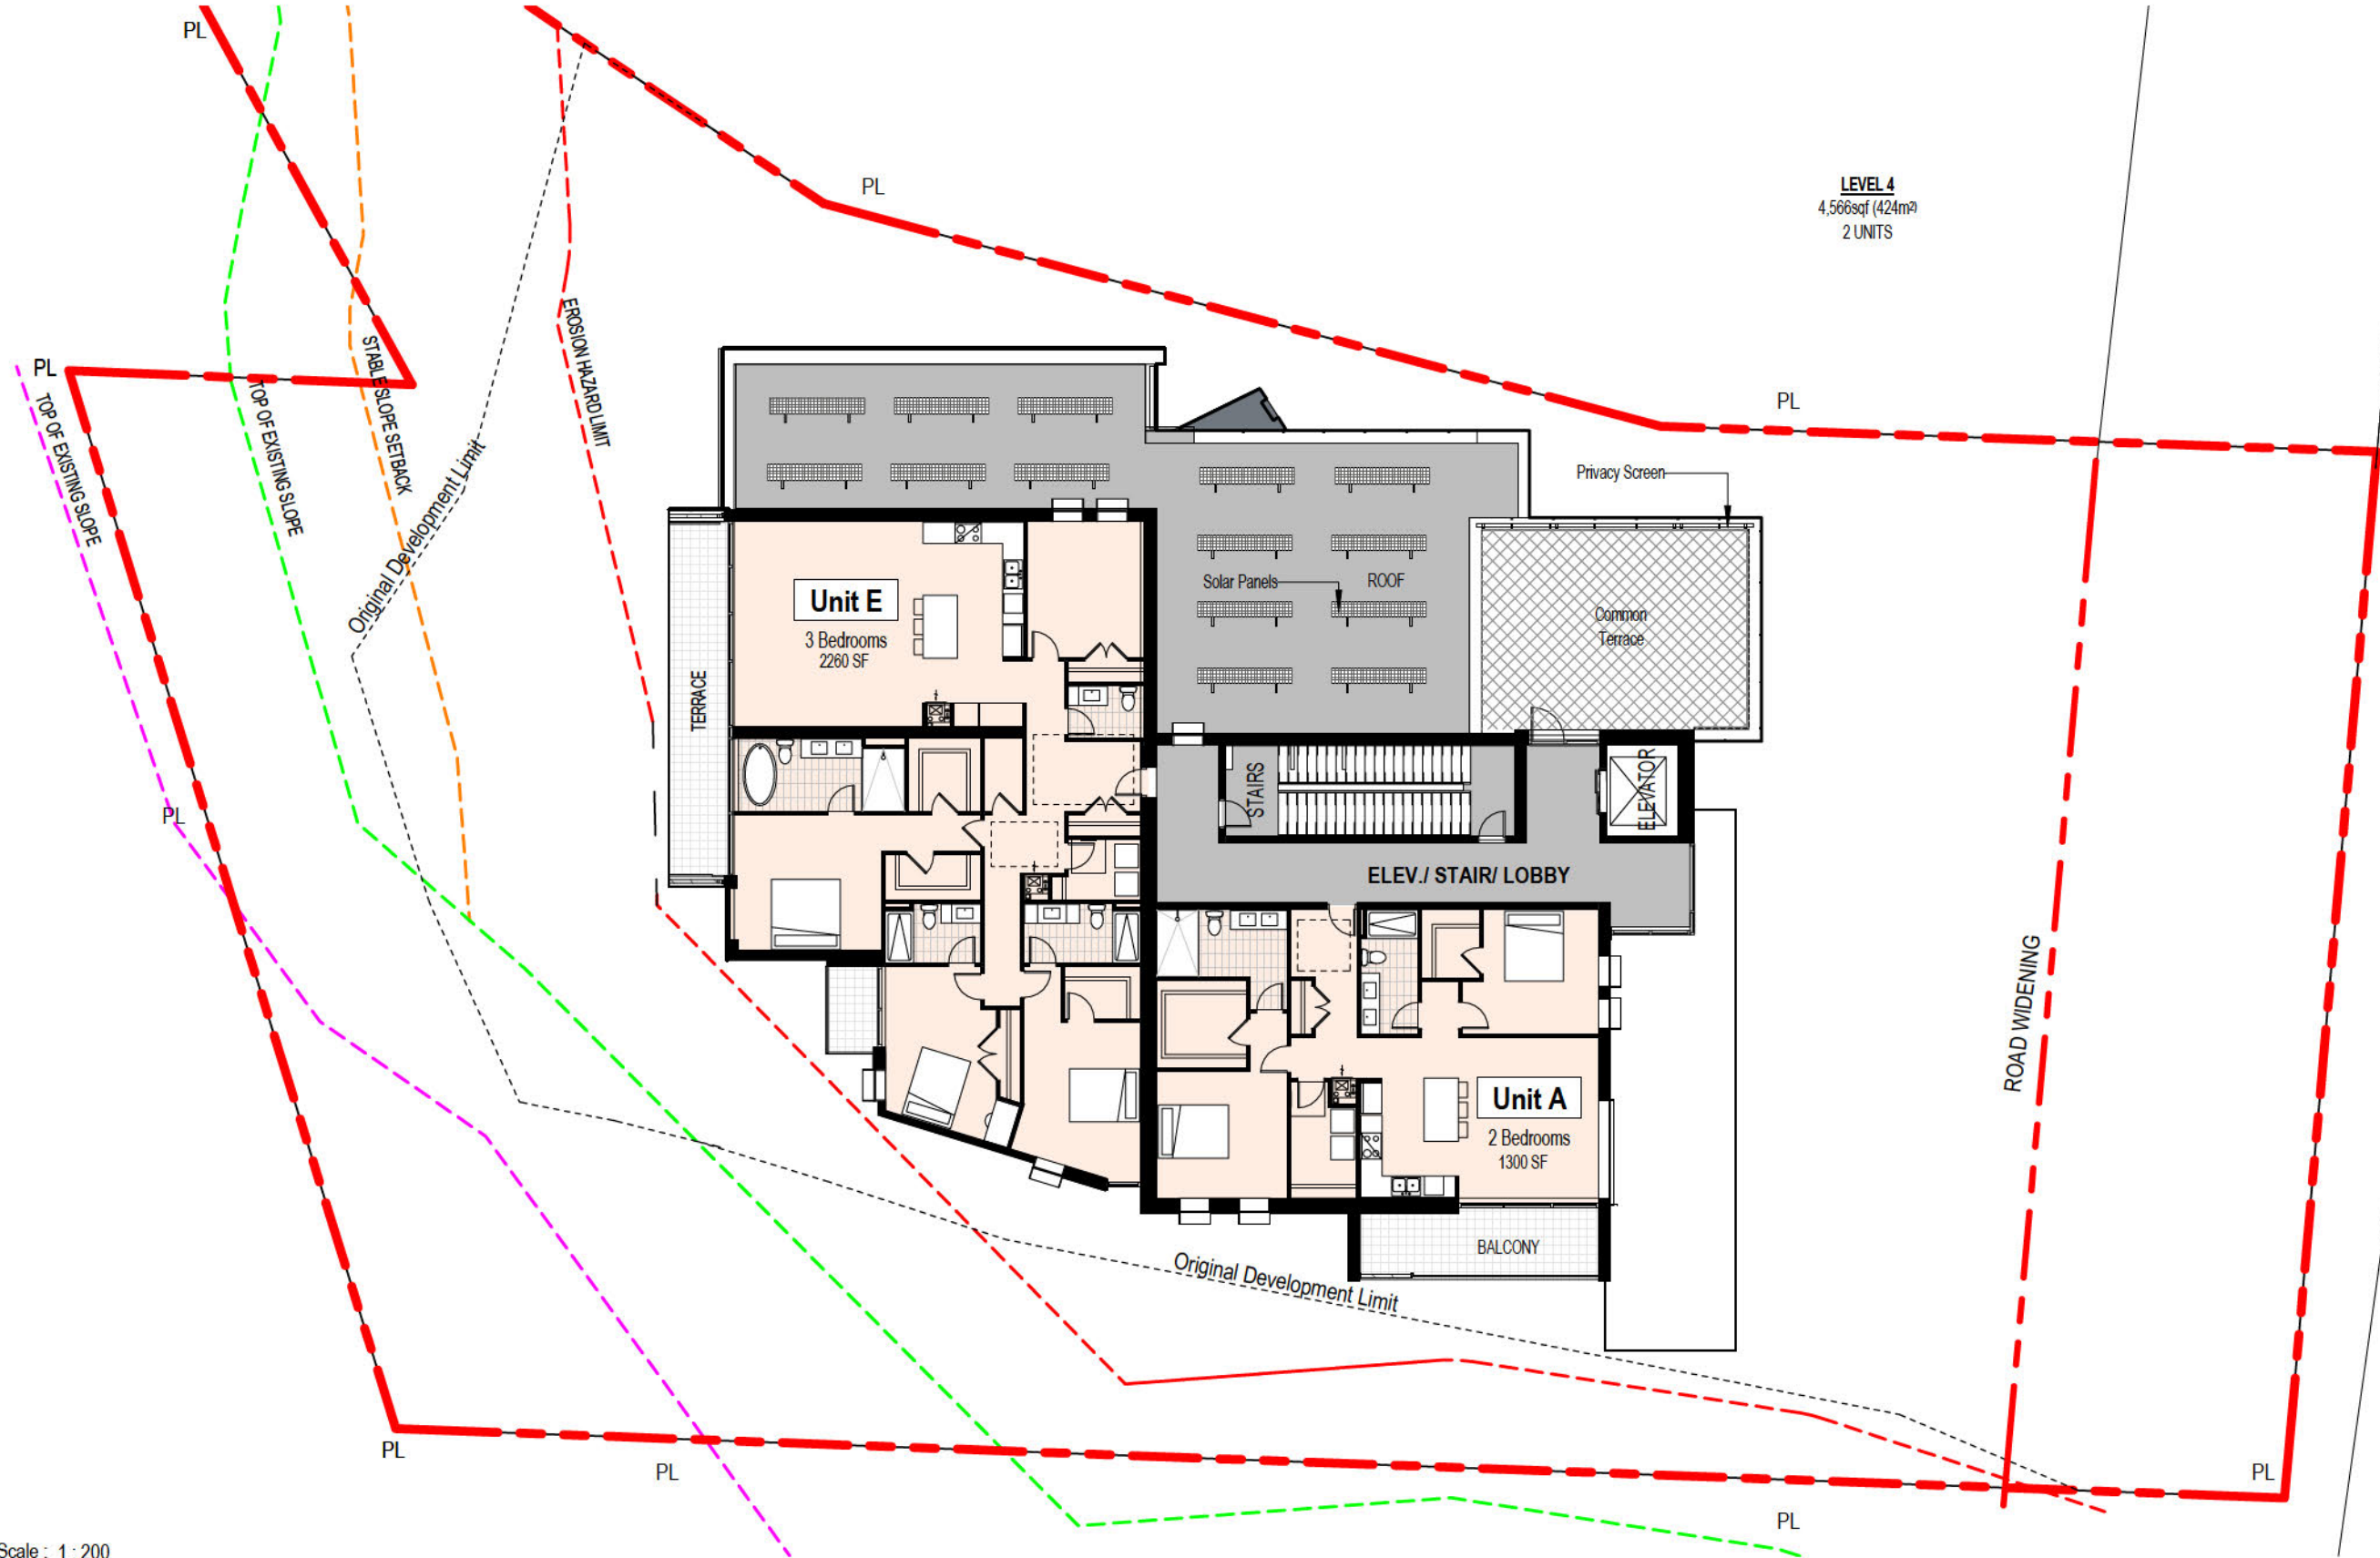 PL
PL
LEVEL 4
4,566sqf (424m²)
2 UNITS
PL
TOP OF EXISTING SLOPE
TOP OF EXISTING SLOPE
STABLE SLOPE SETBACK
Original Development Limit
EROSION HAZARD LIMIT
PL
Privacy Screen
Solar Panels
ROOF
Common
Terrace
Unit E
3 Bedrooms
2260 SF
TERRACE
PL
STAIRS
ELEVATOR
ELEV./ STAIR/ LOBBY
ROAD WIDENING
Unit A
2 Bedrooms
1300 SF
BALCONY
Original Development Limit
PL
PL
PL
PL
Scale : 1 : 200